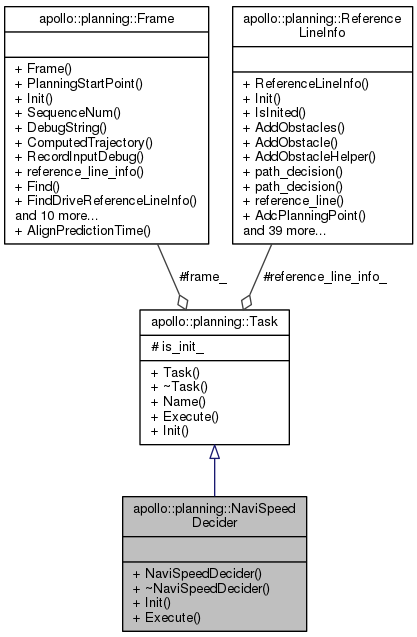 apollo::planning::Frame
+ Frame()
+ PlanningStartPoint()
+ Init()
+ SequenceNum()
+ DebugString()
+ ComputedTrajectory()
+ RecordInputDebug()
+ reference_line_info()
+ Find()
+ FindDriveReferenceLineInfo()
and 10 more...
+ AlignPredictionTime()
apollo::planning::Reference
LineInfo
+ ReferenceLineInfo()
+ Init()
+ IsInited()
+ AddObstacles()
+ AddObstacle()
+ AddObstacleHelper()
+ path_decision()
+ path_decision()
+ reference_line()
+ AdcPlanningPoint()
and 39 more...
#frame_
#reference_line_info_
apollo::planning::Task
# is_init_
+ Task()
+ ~Task()
+ Name()
+ Execute()
+ Init()
apollo::planning::NaviSpeed
Decider
+ NaviSpeedDecider()
+ ~NaviSpeedDecider()
+ Init()
+ Execute()